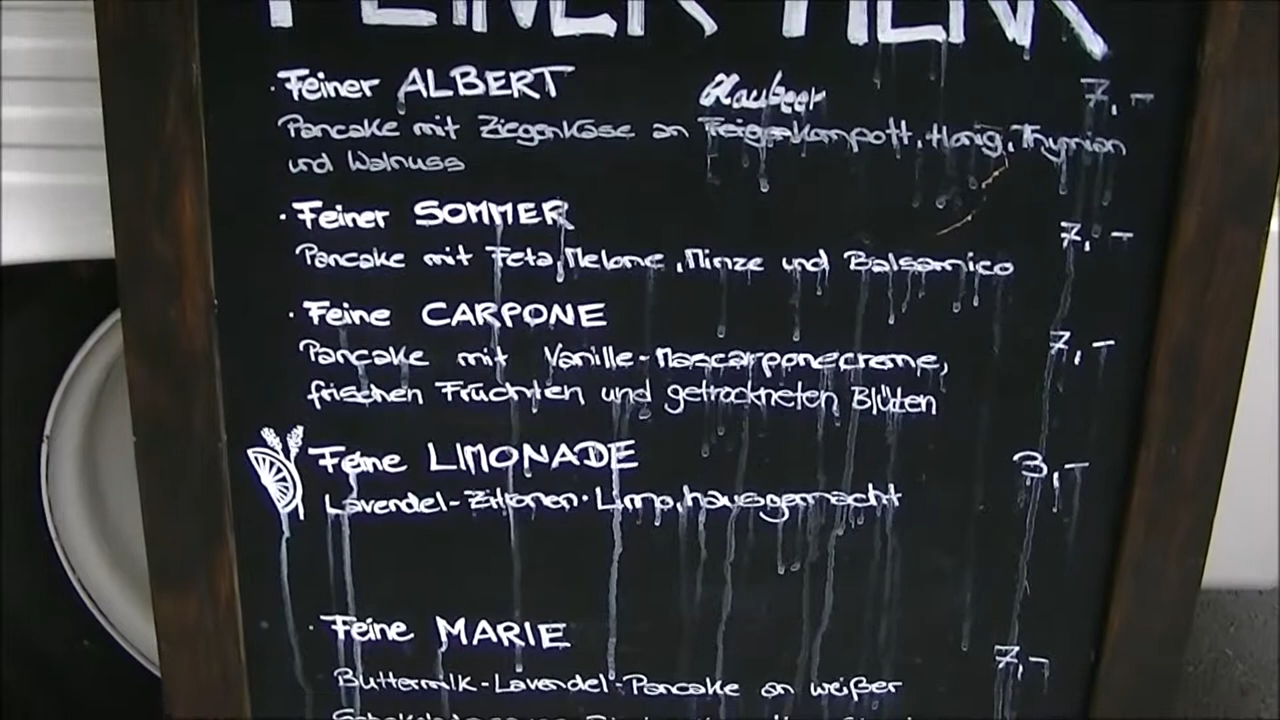 FEINER MENK
· Feiner ALBERT Blaubeer 7,-
Pancake mit Ziegenkäse an Feigenkompott, Honig, Thymian
und Walnuss
· Feiner SOMMER 7,-
Pancake mit Feta, Melone, Minze und Balsamico
· Feine CARPONE 7,-
Pancake mit Vanille-Mascarponecreme,
frischen Früchten und getrockneten Blüten
Feine LIMONADE 3,-
Lavendel-Zitronen-Limo, hausgemacht
· Feine MARIE 7,-
Buttermilk-Lavendel-Pancake an weißer